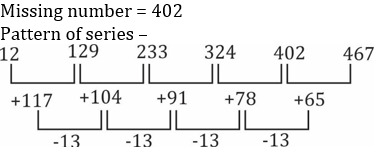 Missing number = 402
Pattern of series –
12 129 233 324 402 467
+117 +104 +91 +78 +65
-13 -13 -13 -13